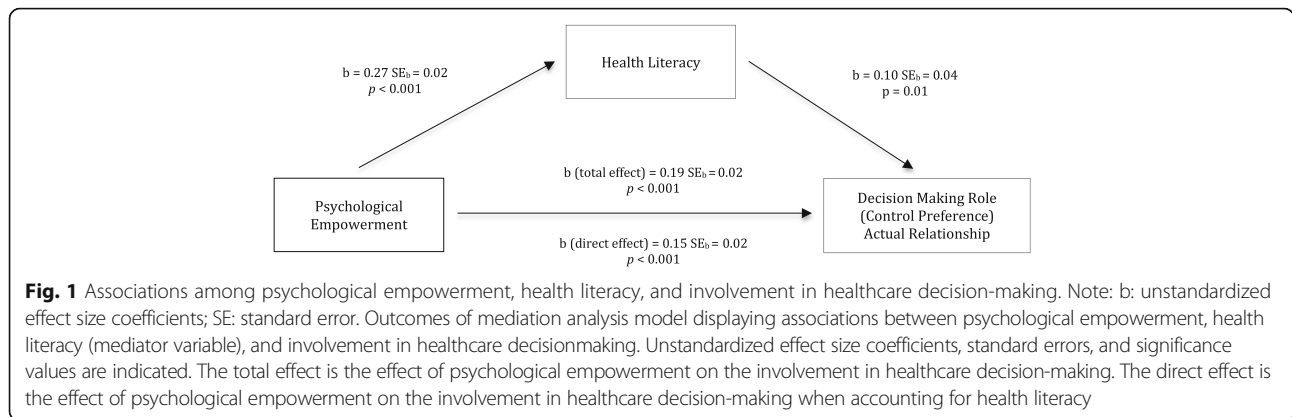 Health Literacy
b = 0.27 SEb = 0.02
p < 0.001
b = 0.10 SEb = 0.04
p = 0.01
b (total effect) = 0.19 SEb = 0.02
p < 0.001
Psychological
Empowerment
Decision Making Role
(Control Preference)
Actual Relationship
b (direct effect) = 0.15 SEb = 0.02
p < 0.001
Fig. 1 Associations among psychological empowerment, health literacy, and involvement in healthcare decision-making. Note: b: unstandardized
effect size coefficients; SE: standard error. Outcomes of mediation analysis model displaying associations between psychological empowerment, health
literacy (mediator variable), and involvement in healthcare decisionmaking. Unstandardized effect size coefficients, standard errors, and significance
values are indicated. The total effect is the effect of psychological empowerment on the involvement in healthcare decision-making. The direct effect is
the effect of psychological empowerment on the involvement in healthcare decision-making when accounting for health literacy